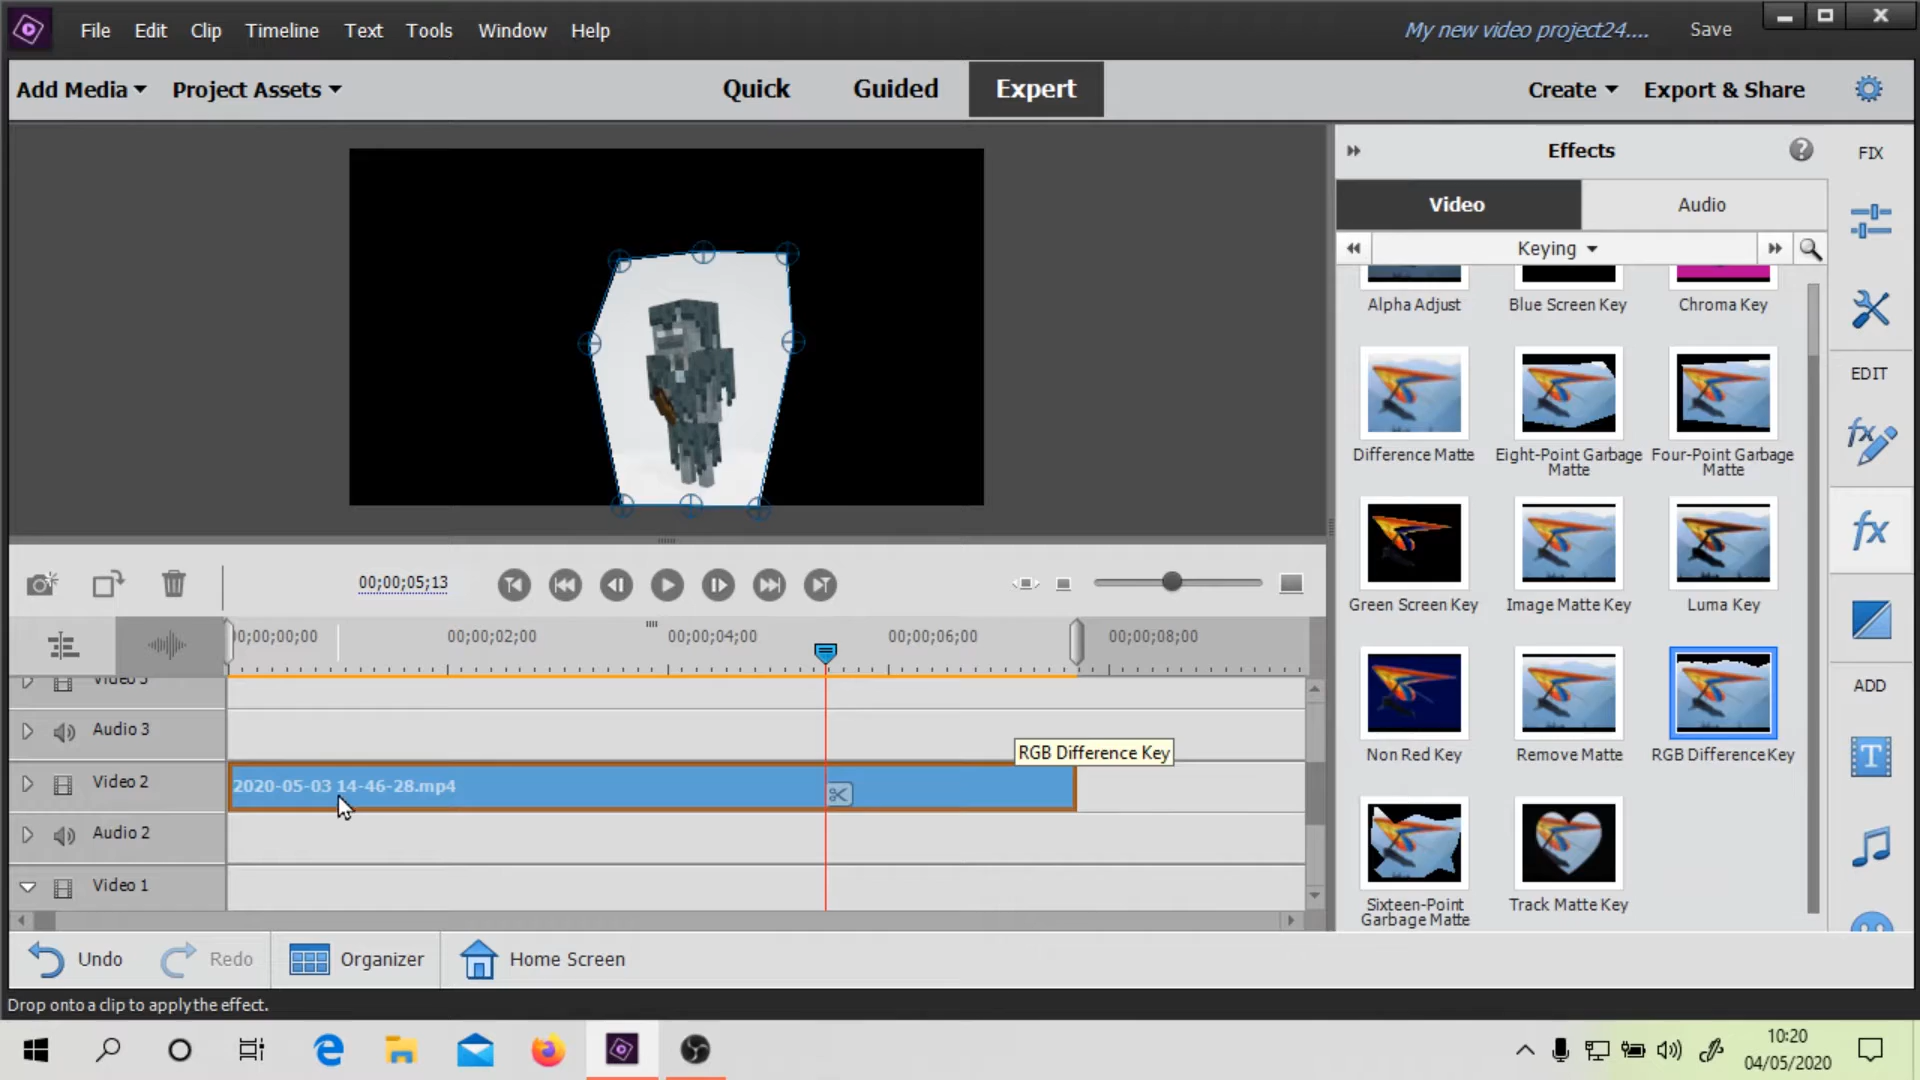 File Edit Clip Timeline Text Tools Window Help
My new video project24.... Save
Add Media Project Assets
Quick Guided Expert
Create Export & Share
Effects
FIX
Video Audio
Keying
Alpha Adjust Blue Screen Key Chroma Key
EDIT
Difference Matte Eight-Point Garbage Matte Four-Point Garbage Matte
fx
Green Screen Key Image Matte Key Luma Key
fx
Non Red Key Remove Matte RGB Difference Key
ADD
T
Sixteen-Point Garbage Matte Track Matte Key
00;00;05;13
00;00;00;00 00;00;02;00 00;00;04;00 00;00;06;00 00;00;08;00
Video 3
Audio 3
RGB Difference Key
Video 2 2020-05-03 14-46-28.mp4
Audio 2
Video 1
Undo Redo Organizer Home Screen
Drop onto a clip to apply the effect.
10:20
04/05/2020